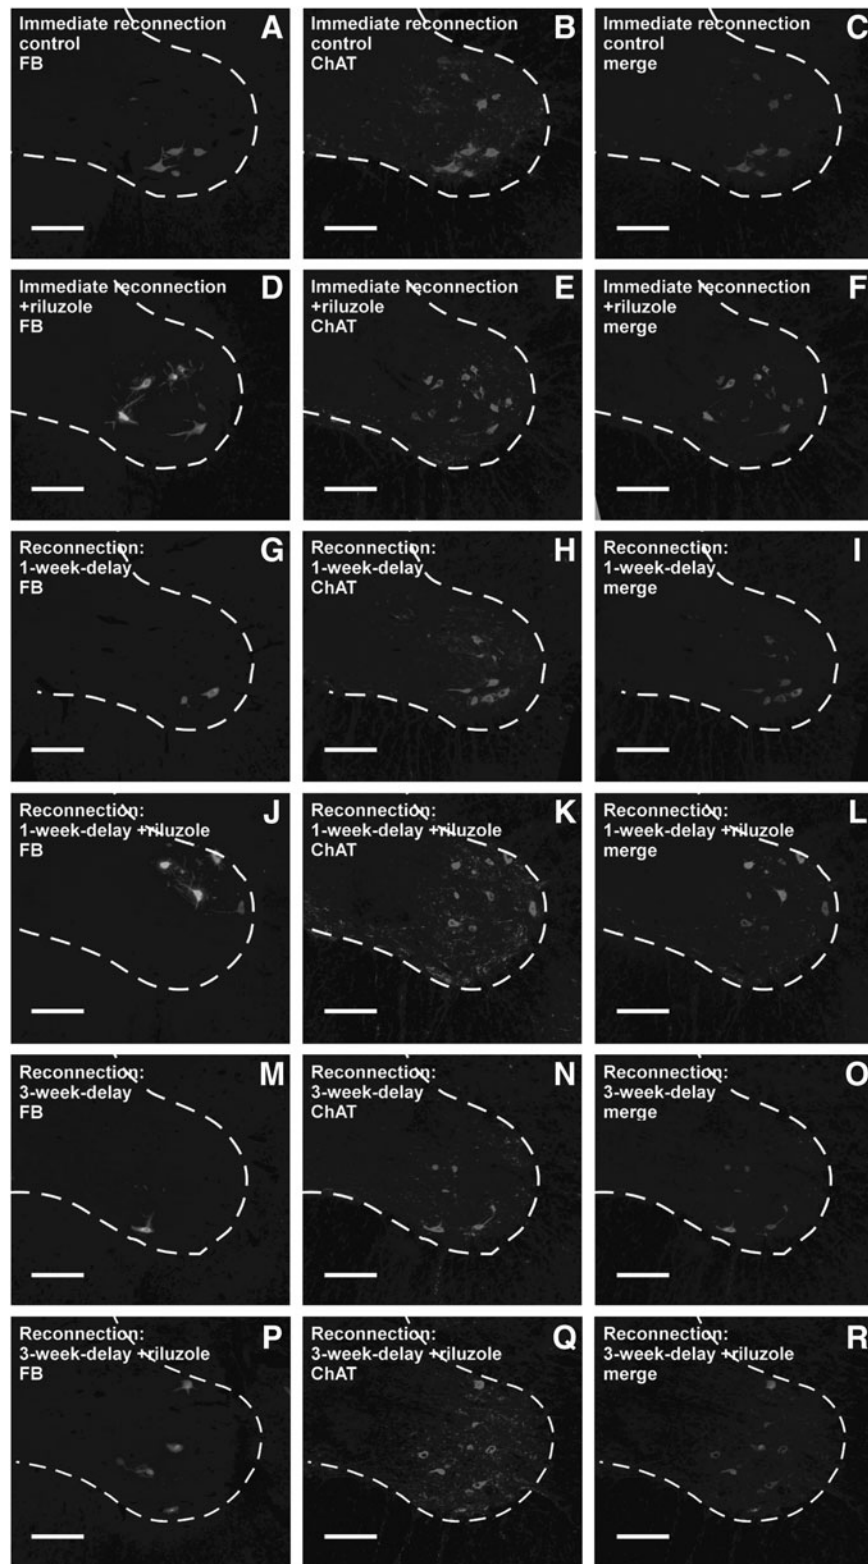 Immediate reconnection
control
FB
A
Immediate reconnection
control
ChAT
B
Immediate reconnection
control
merge
C
Immediate reconnection
+riluzole
FB
D
Immediate reconnection
+riluzole
ChAT
E
Immediate reconnection
+riluzole
merge
F
Reconnection:
1-week-delay
FB
G
Reconnection:
1-week-delay
ChAT
H
Reconnection:
1-week-delay
merge
I
Reconnection:
1-week-delay +riluzole
FB
J
Reconnection:
1-week-delay +riluzole
ChAT
K
Reconnection:
1-week-delay +riluzole
merge
L
Reconnection:
3-week-delay
FB
M
Reconnection:
3-week-delay
ChAT
N
Reconnection:
3-week-delay
merge
O
Reconnection:
3-week-delay +riluzole
FB
P
Reconnection:
3-week-delay +riluzole
ChAT
Q
Reconnection:
3-week-delay +riluzole
merge
R